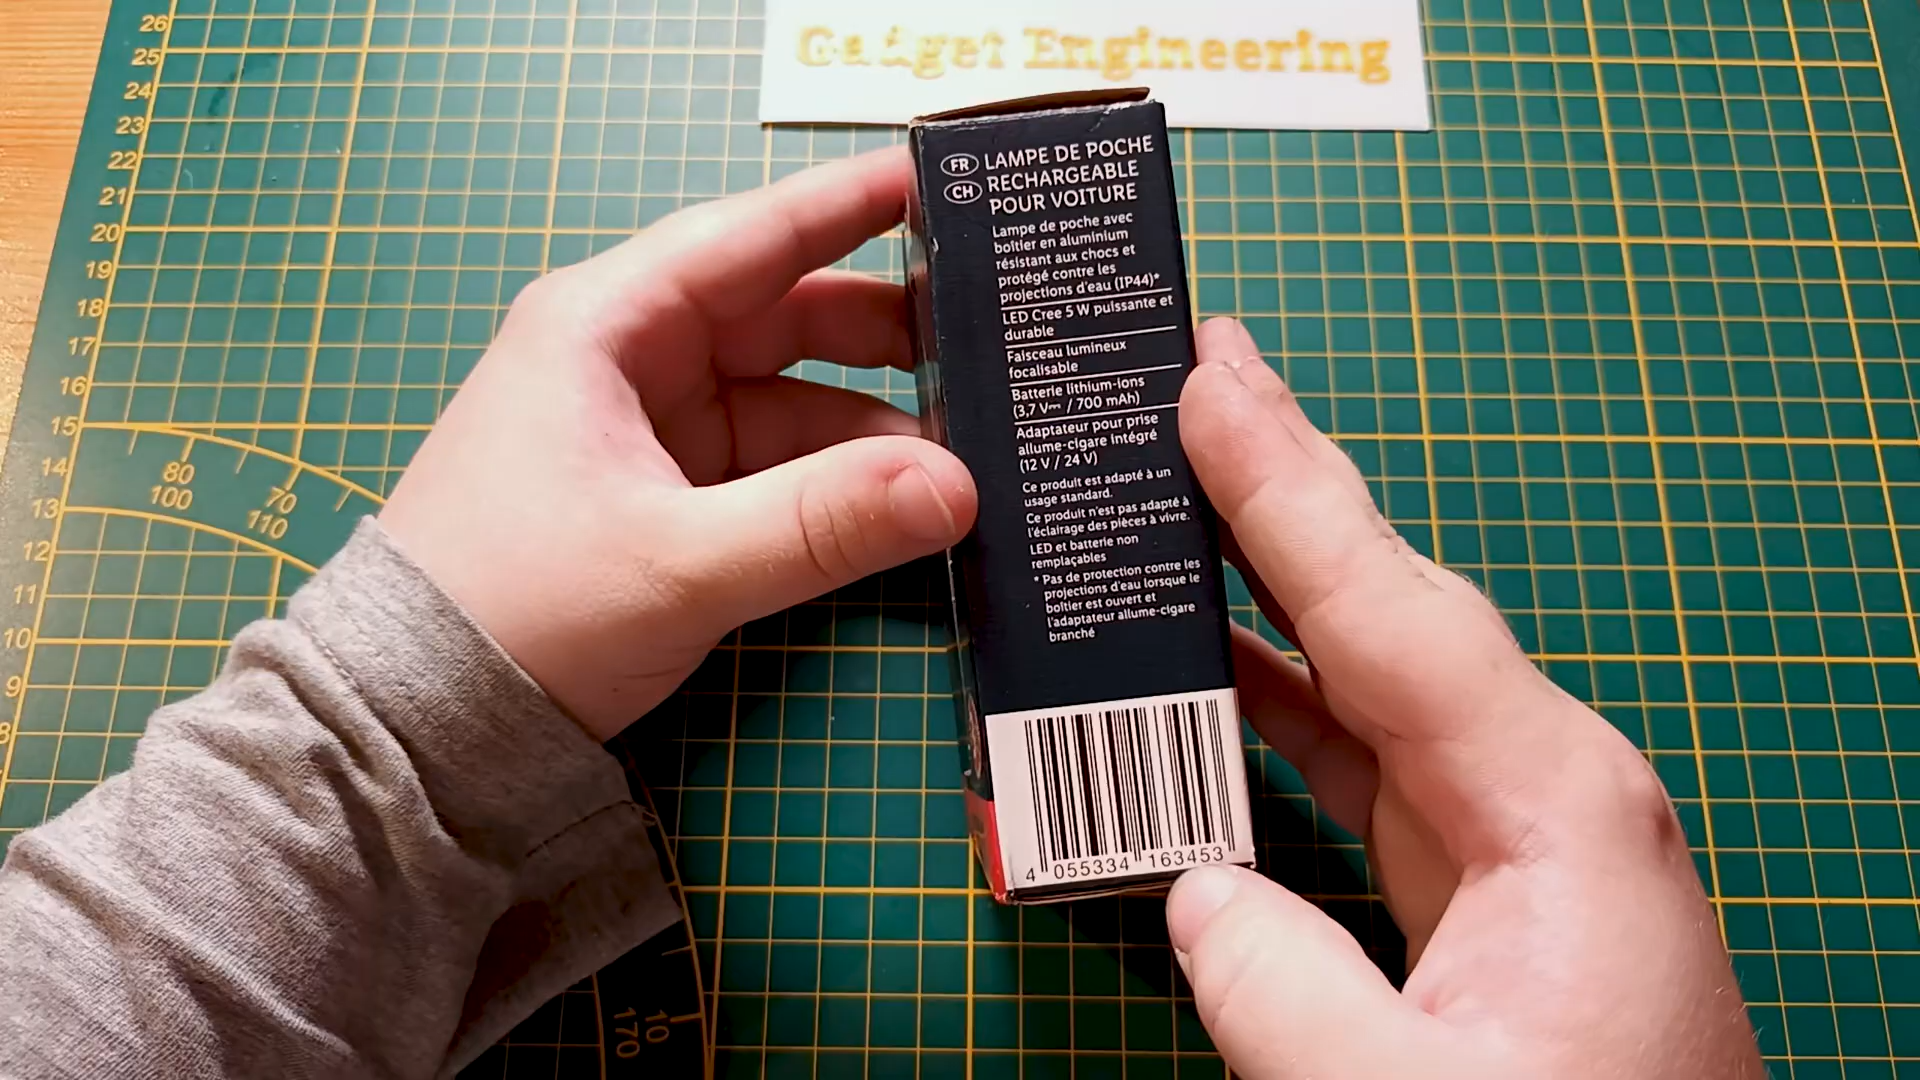 Gadget Engineering
FR LAMPE DE POCHE
CH RECHARGEABLE
POUR VOITURE
Lampe de poche avec
boîtier en aluminium
résistant aux chocs et
protégé contre les
projections d'eau (IP44)*
LED Cree 5 W puissante et
durable
Faisceau lumineux
focalisable
Batterie lithium-ions
(3,7 V⎓ / 700 mAh)
Adaptateur pour prise
allume-cigare intégré
(12 V / 24 V)
Ce produit est adapté à un
usage standard.
Ce produit n'est pas adapté à
l'éclairage des pièces à vivre.
LED et batterie non
remplaçables
* Pas de protection contre les
projections d'eau lorsque le
boîtier est ouvert et
l'adaptateur allume-cigare
branché
4 055334 163453
26
25
24
23
22
21
20
19
18
17
16
15
14
13
12
11
10
9
8
80
100
70
110
10
170